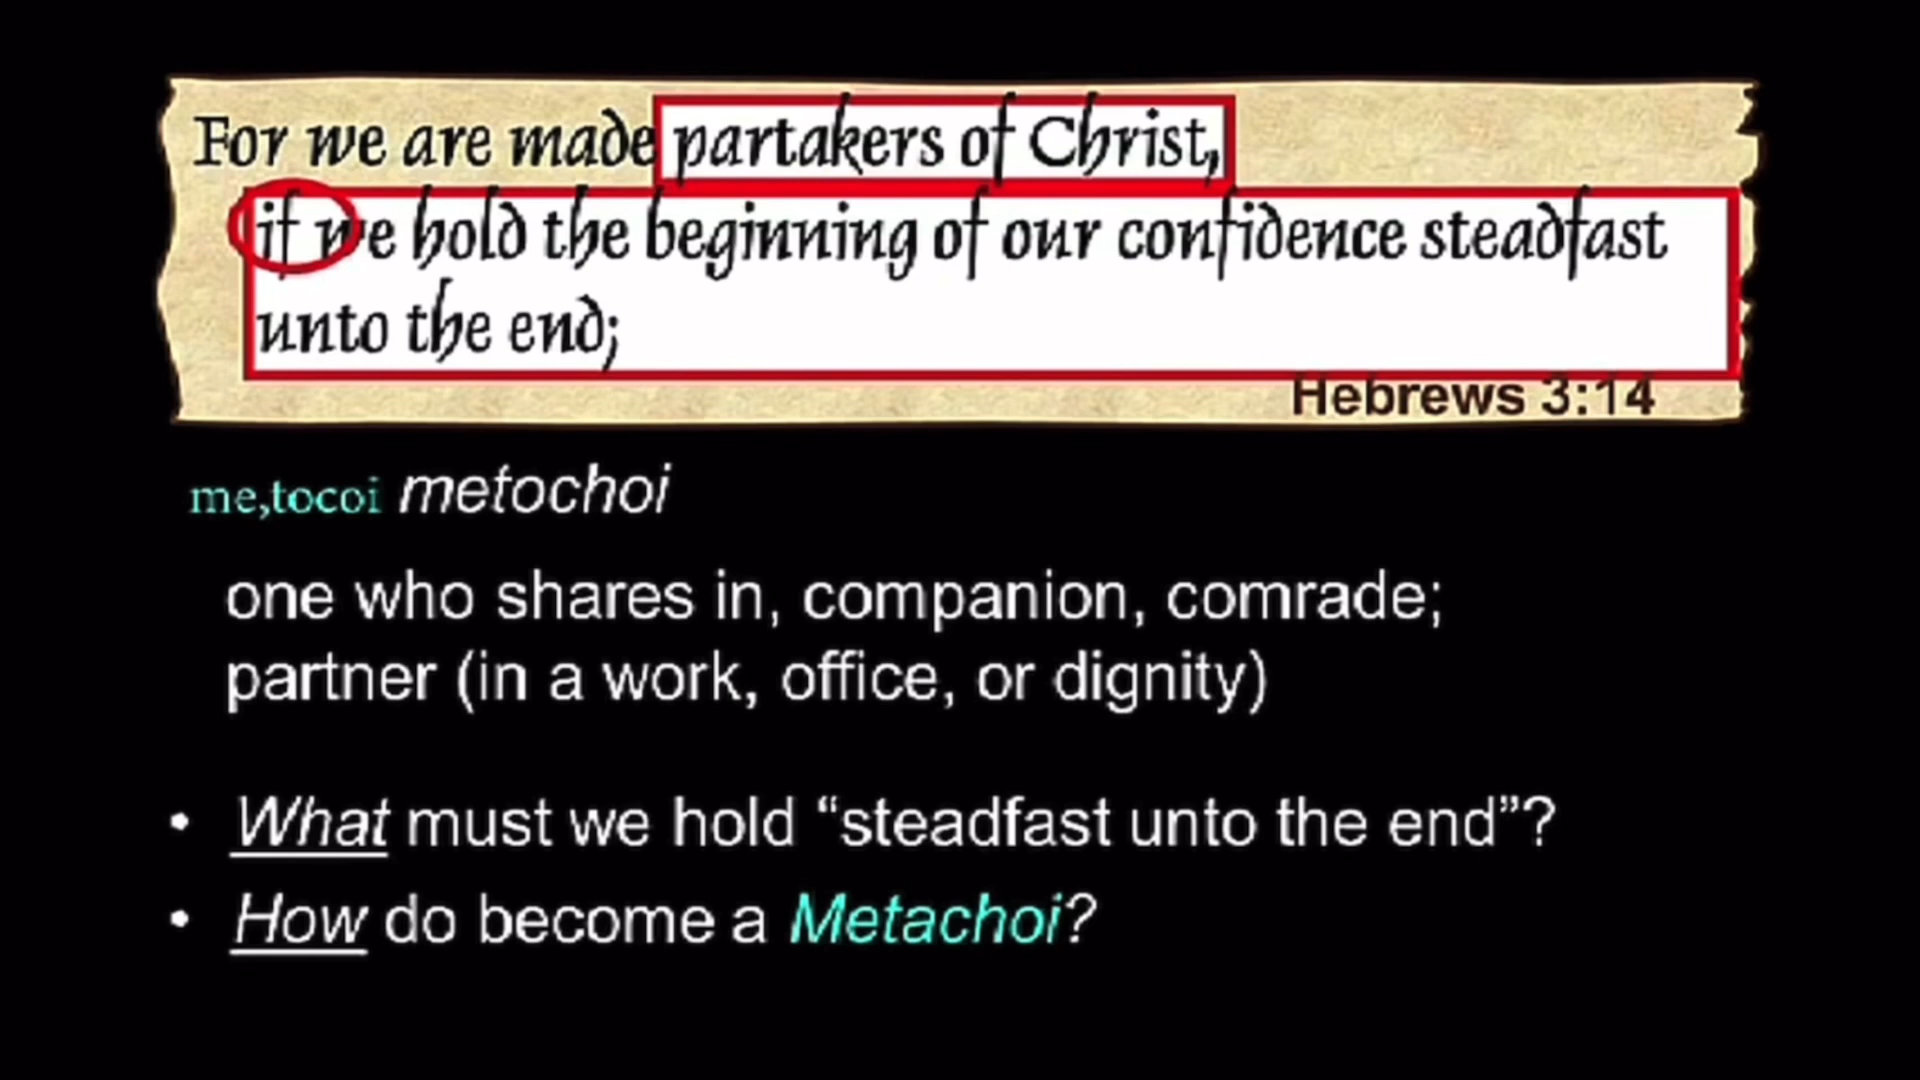 For we are made partakers of Christ,
if we hold the beginning of our confidence steadfast
unto the end;
Hebrews 3:14
me,tocoi metochoi
one who shares in, companion, comrade;
partner (in a work, office, or dignity)
• What must we hold “steadfast unto the end”?
• How do become a Metachoi?